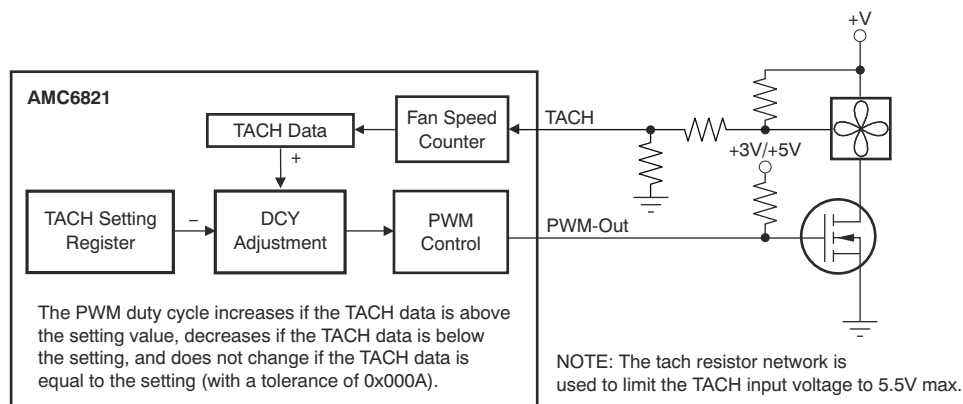 +V
AMC6821
TACH Data
Fan Speed
Counter
TACH
+
+3V/+5V
TACH Setting
Register
–
DCY
Adjustment
PWM
Control
PWM-Out
The PWM duty cycle increases if the TACH data is above
the setting value, decreases if the TACH data is below
the setting, and does not change if the TACH data is
equal to the setting (with a tolerance of 0x000A).
NOTE: The tach resistor network is
used to limit the TACH input voltage to 5.5V max.